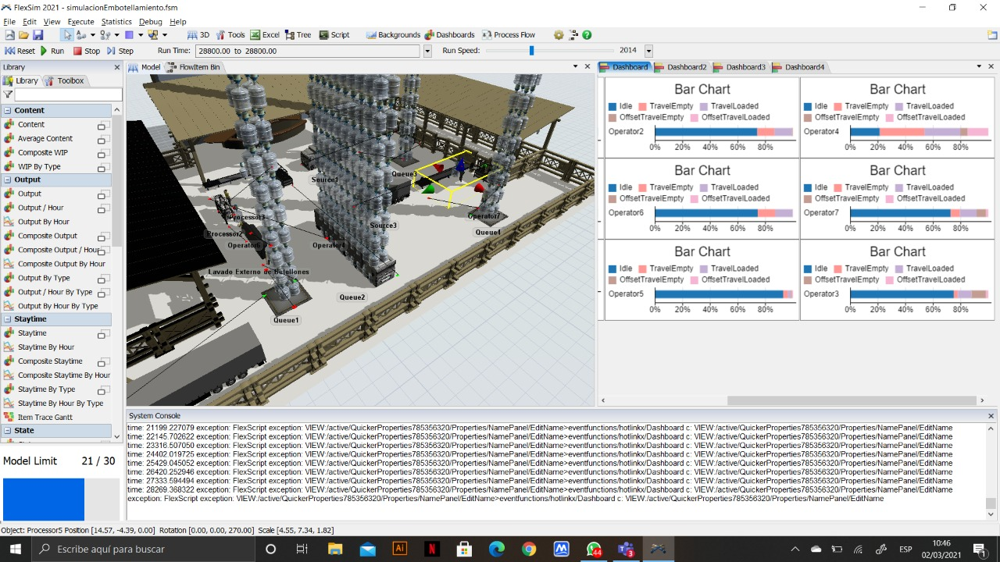 FlexSim 2021 - simulacionEmbotellamiento.fsm
File Edit View Execute Statistics Debug Help
3D Tools Excel Tree Script Backgrounds Dashboards Process Flow
Reset Run Stop Step Run Time: 28800.00 to 28800.00 Run Speed: 2014
Library
Library Toolbox
Content
Content
Average Content
Composite WIP
WIP By Type
Output
Output
Output / Hour
Output By Hour
Composite Output
Composite Output / Hour
Composite Output By Hour
Output By Type
Output / Hour By Type
Output By Hour By Type
Staytime
Staytime
Staytime By Hour
Composite Staytime
Composite Staytime By Hour
Staytime By Type
Staytime By Hour By Type
Item Trace Gantt
State
Model Limit 21 / 30
Model FlowItem Bin
Source1
Queue3
Processor3
Processor2
Operator6
Operator4
Source3
Operator7
Queue4
Lavado Externo de Botellones
Queue2
Queue1
Dashboard Dashboard2 Dashboard3 Dashboard4
Bar Chart
Idle TravelEmpty TravelLoaded
OffsetTravelEmpty OffsetTravelLoaded
Operator2
0% 20% 40% 60% 80%
Bar Chart
Idle TravelEmpty TravelLoaded
OffsetTravelEmpty OffsetTravelLoaded
Operator4
0% 20% 40% 60% 80%
Bar Chart
Idle TravelEmpty TravelLoaded
OffsetTravelEmpty OffsetTravelLoaded
Operator6
0% 20% 40% 60% 80%
Bar Chart
Idle TravelEmpty TravelLoaded
OffsetTravelEmpty OffsetTravelLoaded
Operator7
0% 20% 40% 60% 80%
Bar Chart
Idle TravelEmpty TravelLoaded
OffsetTravelEmpty OffsetTravelLoaded
Operator5
0% 20% 40% 60% 80%
Bar Chart
Idle TravelEmpty TravelLoaded
OffsetTravelEmpty OffsetTravelLoaded
Operator3
0% 20% 40% 60% 80%
System Console
time: 21199.227079 exception: FlexScript exception: VIEW:/active/QuickerProperties785356320/Properties/NamePanel/EditName>eventfunctions/hotlinkx/Dashboard c: VIEW:/active/QuickerProperties785356320/Properties/NamePanel/EditName
time: 22145.702622 exception: FlexScript exception: VIEW:/active/QuickerProperties785356320/Properties/NamePanel/EditName>eventfunctions/hotlinkx/Dashboard c: VIEW:/active/QuickerProperties785356320/Properties/NamePanel/EditName
time: 23316.507050 exception: FlexScript exception: VIEW:/active/QuickerProperties785356320/Properties/NamePanel/EditName>eventfunctions/hotlinkx/Dashboard c: VIEW:/active/QuickerProperties785356320/Properties/NamePanel/EditName
time: 24402.019725 exception: FlexScript exception: VIEW:/active/QuickerProperties785356320/Properties/NamePanel/EditName>eventfunctions/hotlinkx/Dashboard c: VIEW:/active/QuickerProperties785356320/Properties/NamePanel/EditName
time: 25429.045052 exception: FlexScript exception: VIEW:/active/QuickerProperties785356320/Properties/NamePanel/EditName>eventfunctions/hotlinkx/Dashboard c: VIEW:/active/QuickerProperties785356320/Properties/NamePanel/EditName
time: 26420.252946 exception: FlexScript exception: VIEW:/active/QuickerProperties785356320/Properties/NamePanel/EditName>eventfunctions/hotlinkx/Dashboard c: VIEW:/active/QuickerProperties785356320/Properties/NamePanel/EditName
time: 27333.594494 exception: FlexScript exception: VIEW:/active/QuickerProperties785356320/Properties/NamePanel/EditName>eventfunctions/hotlinkx/Dashboard c: VIEW:/active/QuickerProperties785356320/Properties/NamePanel/EditName
time: 28269.368322 exception: FlexScript exception: VIEW:/active/QuickerProperties785356320/Properties/NamePanel/EditName>eventfunctions/hotlinkx/Dashboard c: VIEW:/active/QuickerProperties785356320/Properties/NamePanel/EditName
exception: FlexScript exception: VIEW:/active/QuickerProperties785356320/Properties/NamePanel/EditName>eventfunctions/hotlinkx/Dashboard c: VIEW:/active/QuickerProperties785356320/Properties/NamePanel/EditName
Object: Processor5 Position [14.57, -4.39, 0.00] Rotation [0.00, 0.00, 270.00] Scale [4.55, 7.34, 1.82]
Escribe aquí para buscar
Ai
N
44
3
ESP
10:46
02/03/2021
1